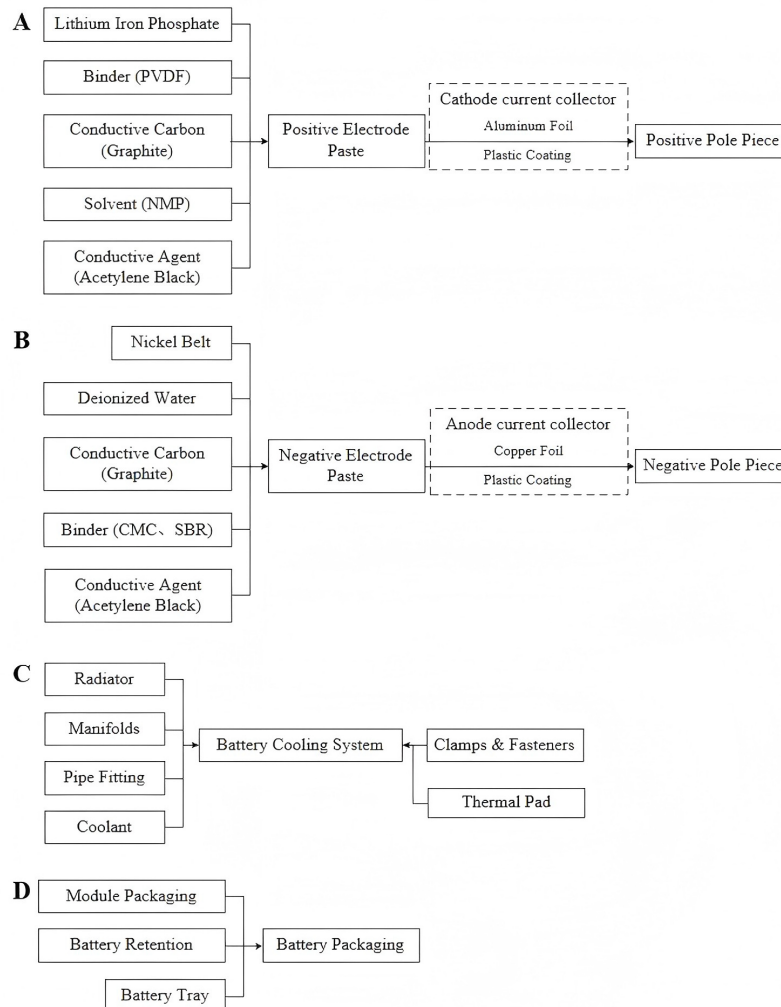 A
Lithium Iron Phosphate
Binder (PVDF)
Conductive Carbon
(Graphite)
Solvent (NMP)
Conductive Agent
(Acetylene Black)
Positive Electrode
Paste
Cathode current collector
Aluminum Foil
Plastic Coating
Positive Pole Piece
B
Nickel Belt
Deionized Water
Conductive Carbon
(Graphite)
Binder (CMC、SBR)
Conductive Agent
(Acetylene Black)
Negative Electrode
Paste
Anode current collector
Copper Foil
Plastic Coating
Negative Pole Piece
C
Radiator
Manifolds
Pipe Fitting
Coolant
Battery Cooling System
Clamps & Fasteners
Thermal Pad
D
Module Packaging
Battery Retention
Battery Tray
Battery Packaging